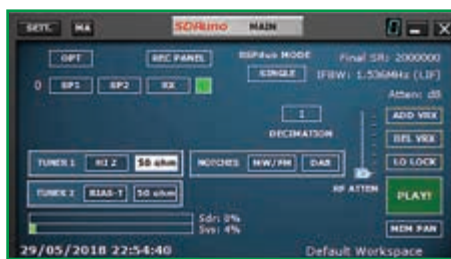 SETT. MA SDRuno MAIN
OPT REC PANEL RSPduo MODE Final SR: 2000000
SINGLE IFBW: 1.536MHz (LIF)
0 SP1 SP2 RX
Atten: dB
1 ADD VRX
DECIMATION
DEL VRX
TUNER 1 HI Z 50 ohm NOTCHES MW/FM DAB LO LOCK
TUNER 2 BIAS-T 50 ohm RF ATTEN PLAY!
Sdr: 0%
Sys: 4% MEM PAN
29/05/2018 22:54:40 Default Workspace